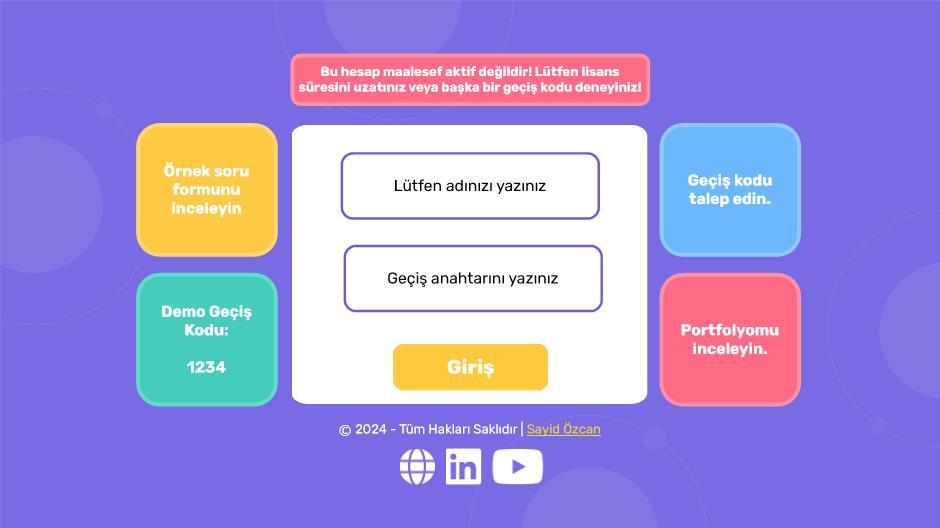 Bu hesap maalesef aktif değildir! Lütfen lisans
süresini uzatınız veya başka bir geçiş kodu deneyiniz!
Örnek soru
formunu
inceleyin
Lütfen adınızı yazınız
Geçiş kodu
talep edin.
Geçiş anahtarını yazınız
Demo Geçiş
Kodu:
1234
Portfolyomu
inceleyin.
Giriş
© 2024 - Tüm Hakları Saklıdır | Sayid Özcan
in